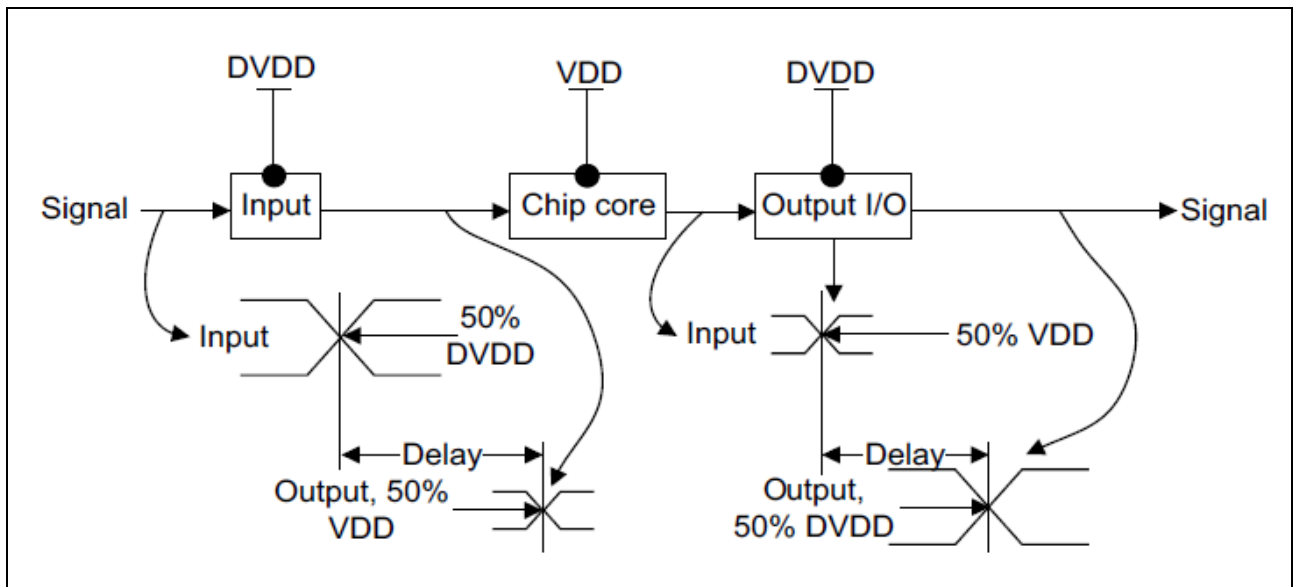 DVDD
VDD
DVDD
Signal
Input
Chip core
Output I/O
Signal
Input
50%
DVDD
Input
50% VDD
Delay
Output, 50%
VDD
Delay
Output,
50% DVDD